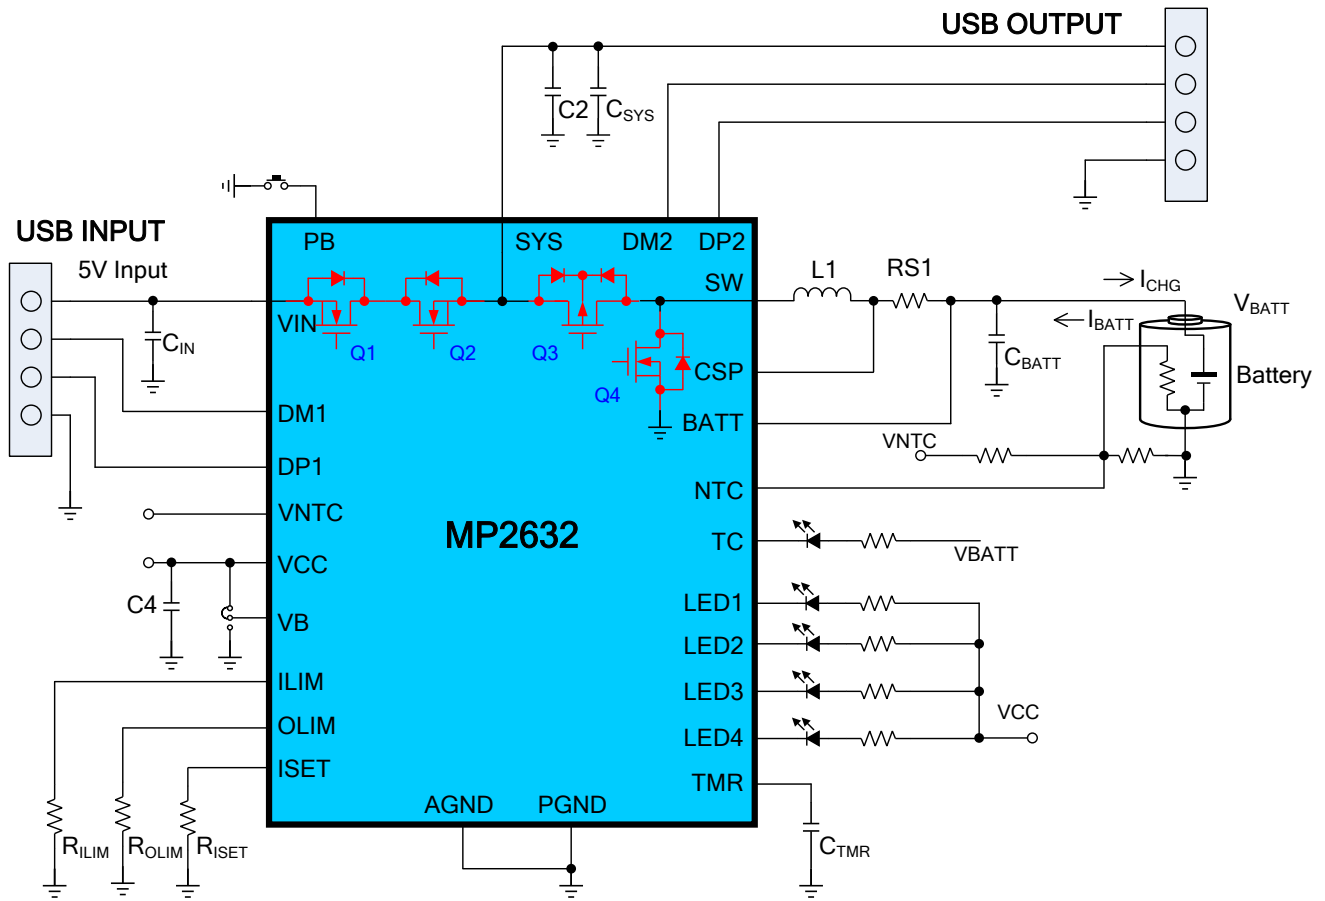 USB OUTPUT
C2
CSYS
USB INPUT
5V Input
CIN
PB
SYS
DM2
DP2
SW
VIN
Q1
Q2
Q3
Q4
CSP
BATT
NTC
TC
LED1
LED2
LED3
LED4
TMR
DM1
DP1
VNTC
VCC
VB
ILIM
OLIM
ISET
MP2632
AGND
PGND
L1
RS1
ICHG
IBATT
VBATT
CBATT
Battery
VNTC
VBATT
VCC
C4
RILIM
ROLIM
RISET
CTMR